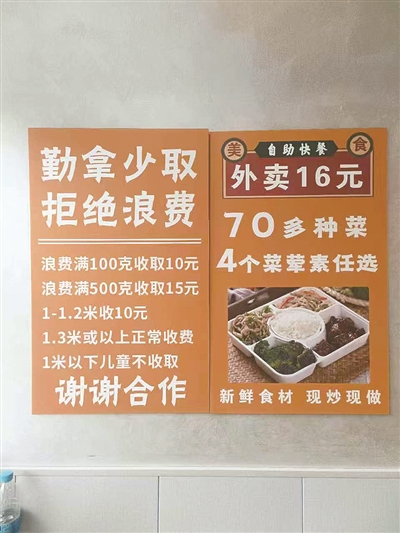 勤拿少取
拒绝浪费
浪费满100克收取10元
浪费满500克收取15元
1-1.2米收10元
1.3米或以上正常收费
1米以下儿童不收取
谢谢合作
美 自助快餐 食
外卖16元
70多种菜
4个菜荤素任选
新鲜食材 现炒现做